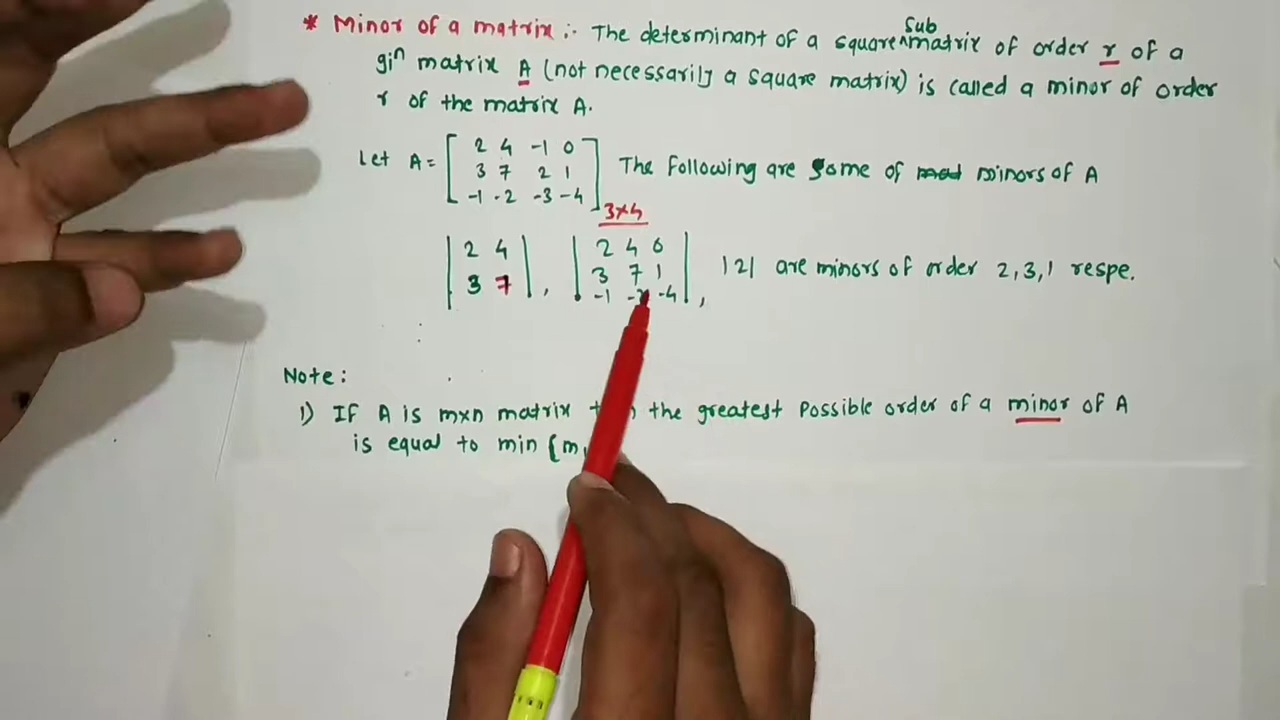 * Minor of a matrix :- The determinant of a square ^sub matrix of order r of a
giⁿ matrix A (not necessarily a square matrix) is called a minor of order
r of the matrix A.
Let A = [ 2 4 -1 0
3 7 2 1 The following are some of minors of A
-1 -2 -3 -4 ] 3×4
| 2 4 | | 2 4 0 |
| 3 7 | , | 3 7 1 | |2| are minors of order 2,3,1 respe.
-1 -4 ,
Note:
1) If A is mxn matrix the greatest possible order of a minor of A
is equal to min {m,